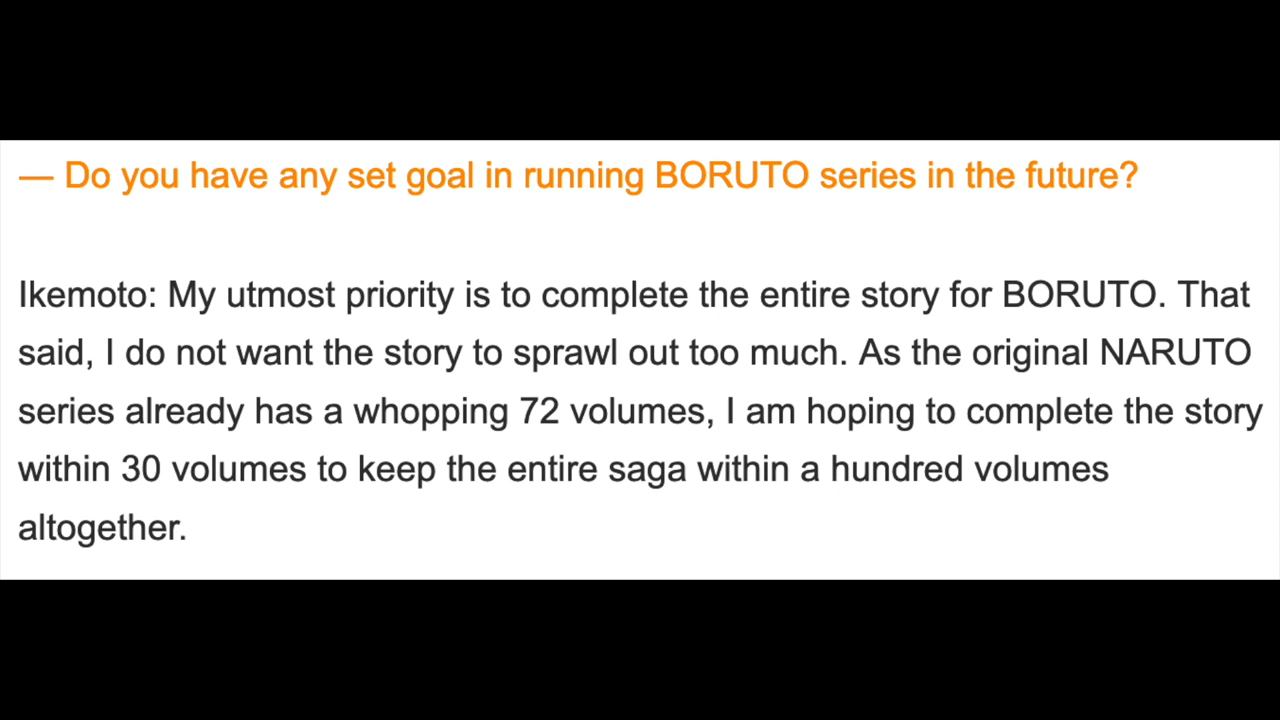 — Do you have any set goal in running BORUTO series in the future?
Ikemoto: My utmost priority is to complete the entire story for BORUTO. That
said, I do not want the story to sprawl out too much. As the original NARUTO
series already has a whopping 72 volumes, I am hoping to complete the story
within 30 volumes to keep the entire saga within a hundred volumes
altogether.